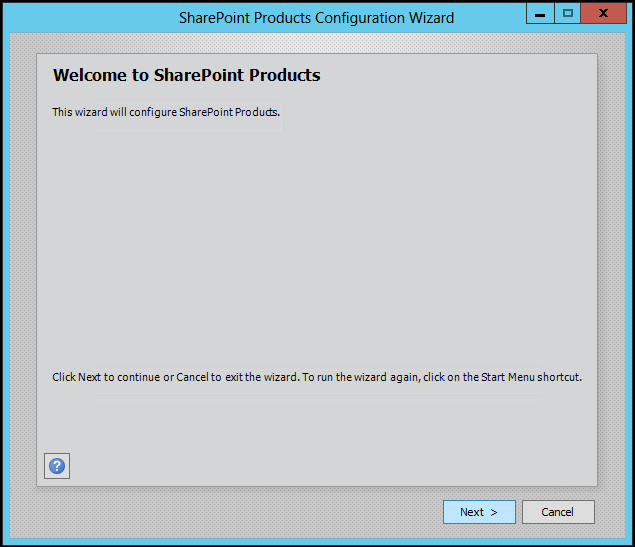 SharePoint Products Configuration Wizard
Welcome to SharePoint Products
This wizard will configure SharePoint Products.
Click Next to continue or Cancel to exit the wizard. To run the wizard again, click on the Start Menu shortcut.
?
Next >
Cancel